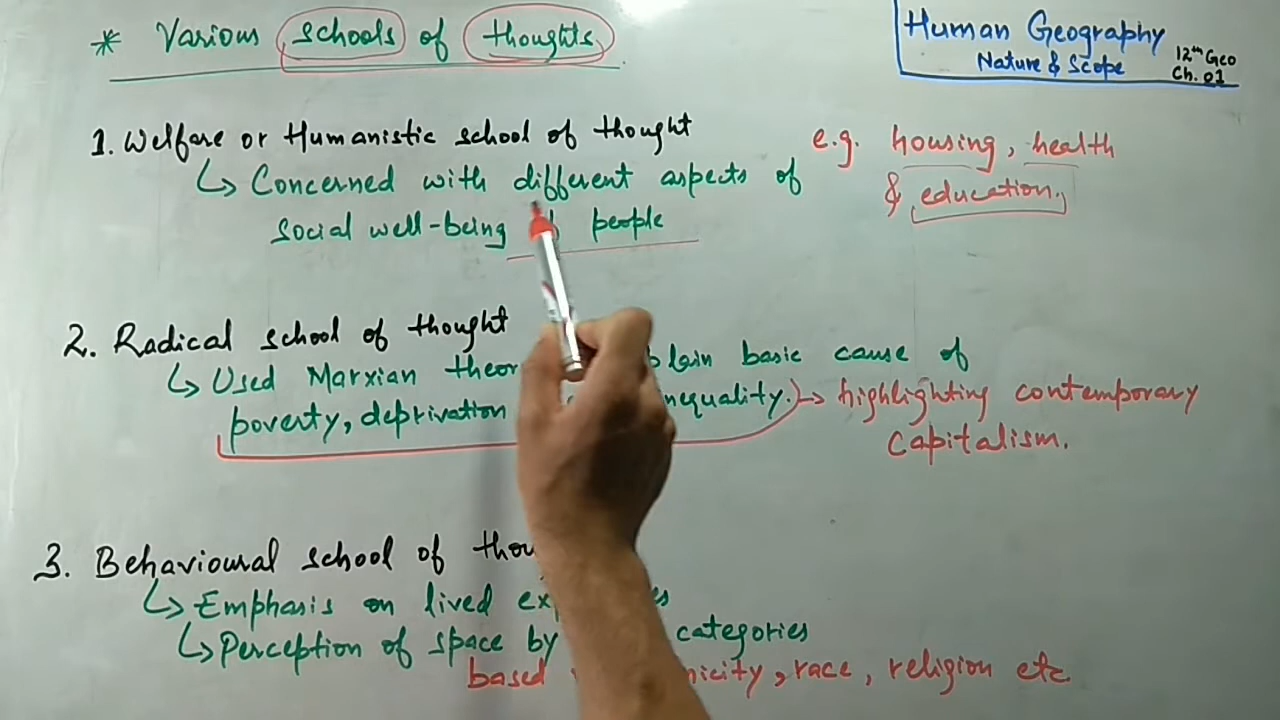 * Various schools of thoughts
Human Geography
Nature & Scope
12th Geo
Ch. 01
1. Welfare or Humanistic school of thought
↳ Concerned with different aspects of
social well-being people
e.g. housing, health
& education.
2. Radical school of thought
↳ Used Marxian basic cause of
poverty, deprivation
→ highlighting contemporary
capitalism.
3. Behavioural school of
↳ Emphasis on lived
↳ Perception of space by categories
based race, religion etc